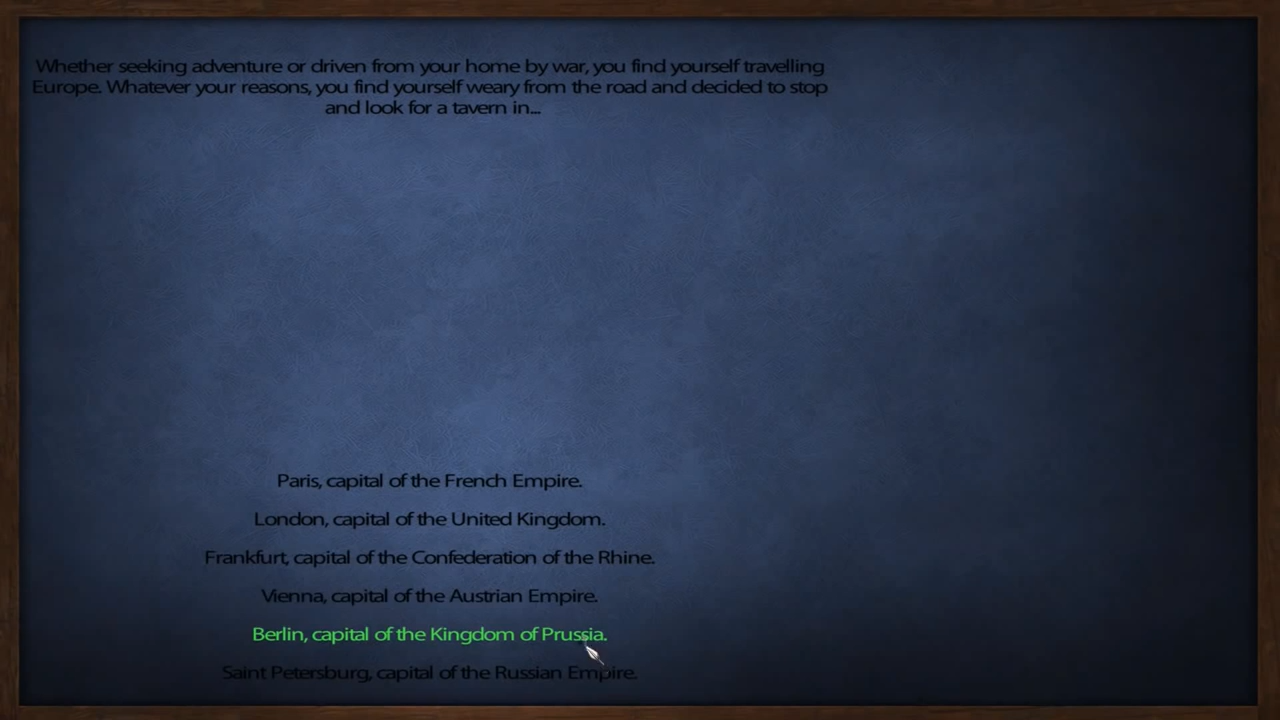 Whether seeking adventure or driven from your home by war, you find yourself travelling
Europe. Whatever your reasons, you find yourself weary from the road and decided to stop
and look for a tavern in...
Paris, capital of the French Empire.
London, capital of the United Kingdom.
Frankfurt, capital of the Confederation of the Rhine.
Vienna, capital of the Austrian Empire.
Berlin, capital of the Kingdom of Prussia.
Saint Petersburg, capital of the Russian Empire.